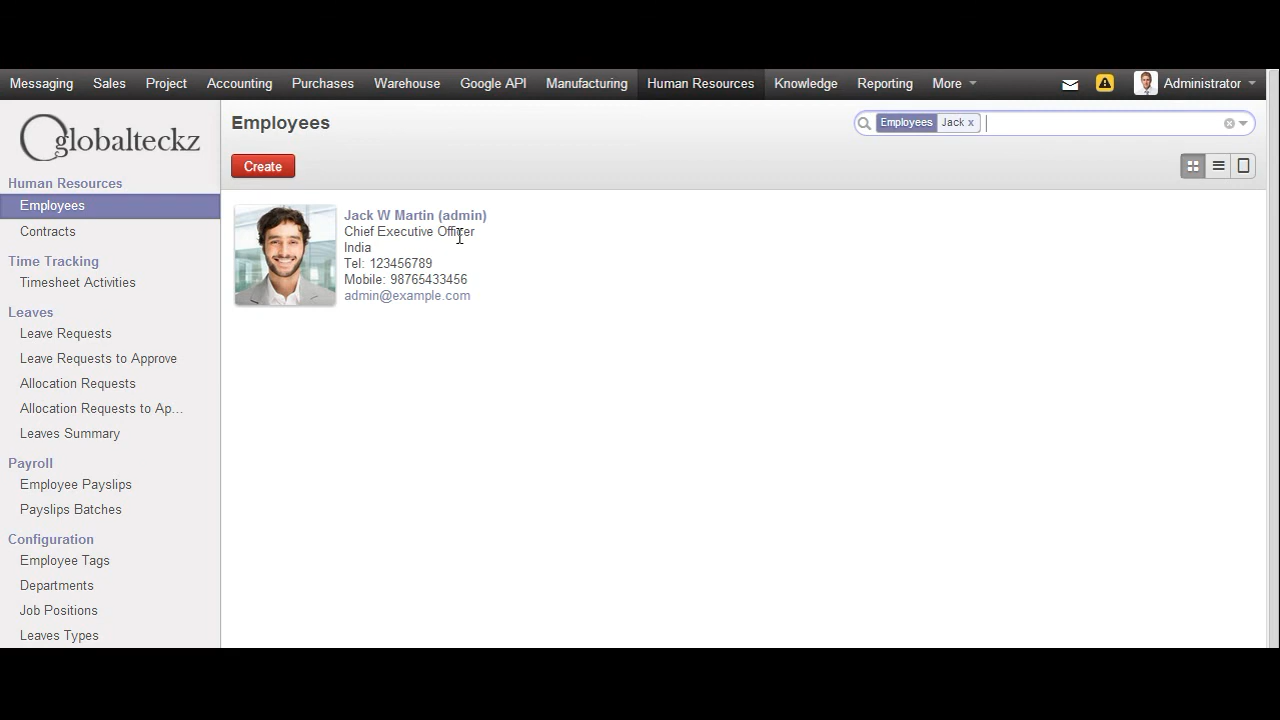 Messaging Sales Project Accounting Purchases Warehouse Google API Manufacturing Human Resources Knowledge Reporting More Administrator
globalteckz
Employees
Employees Jack x
Create
Human Resources
Employees
Contracts
Time Tracking
Timesheet Activities
Leaves
Leave Requests
Leave Requests to Approve
Allocation Requests
Allocation Requests to Ap...
Leaves Summary
Payroll
Employee Payslips
Payslips Batches
Configuration
Employee Tags
Departments
Job Positions
Leaves Types
Jack W Martin (admin)
Chief Executive Officer
India
Tel: 123456789
Mobile: 98765433456
admin@example.com